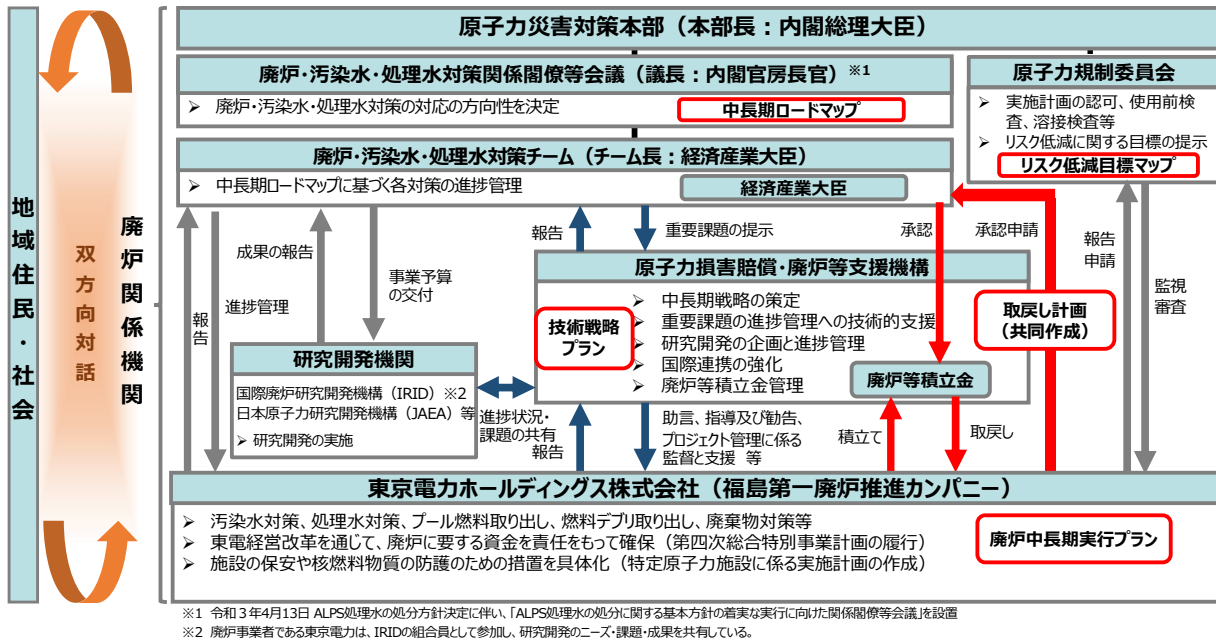 原子力災害対策本部（本部長：内閣総理大臣）
廃炉・汚染水・処理水対策関係閣僚等会議（議長：内閣官房長官）※1
➢ 廃炉・汚染水・処理水対策の対応の方向性を決定
中長期ロードマップ
原子力規制委員会
➢ 実施計画の認可、使用前検
査、溶接検査等
➢ リスク低減に関する目標の提示
リスク低減目標マップ
廃炉・汚染水・処理水対策チーム（チーム長：経済産業大臣）
➢ 中長期ロードマップに基づく各対策の進捗管理
経済産業大臣
地域住民・社会
双方向対話
廃炉関係機関
報告
進捗管理
成果の報告
事業予算
の交付
報告
重要課題の提示
承認
承認申請
報告
申請
監視
審査
原子力損害賠償・廃炉等支援機構
➢ 中長期戦略の策定
➢ 重要課題の進捗管理への技術的支援
➢ 研究開発の企画と進捗管理
➢ 国際連携の強化
➢ 廃炉等積立金管理
技術戦略
プラン
廃炉等積立金
取戻し計画
（共同作成）
研究開発機関
国際廃炉研究開発機構（IRID）※2
日本原子力研究開発機構（JAEA）等
➢ 研究開発の実施
進捗状況・
課題の共有
報告
助言、指導及び勧告、
プロジェクト管理に係る
監督と支援 等
積立て
取戻し
東京電力ホールディングス株式会社（福島第一廃炉推進カンパニー）
➢ 汚染水対策、処理水対策、プール燃料取り出し、燃料デブリ取り出し、廃棄物対策等
➢ 東電経営改革を通じて、廃炉に要する資金を責任をもって確保（第四次総合特別事業計画の履行）
➢ 施設の保安や核燃料物質の防護のための措置を具体化（特定原子力施設に係る実施計画の作成）
廃炉中長期実行プラン
※1 令和３年4月13日 ALPS処理水の処分方針決定に伴い、「ALPS処理水の処分に関する基本方針の着実な実行に向けた関係閣僚等会議」を設置
※2 廃炉事業者である東京電力は、IRIDの組合員として参加し、研究開発のニーズ・課題・成果を共有している。